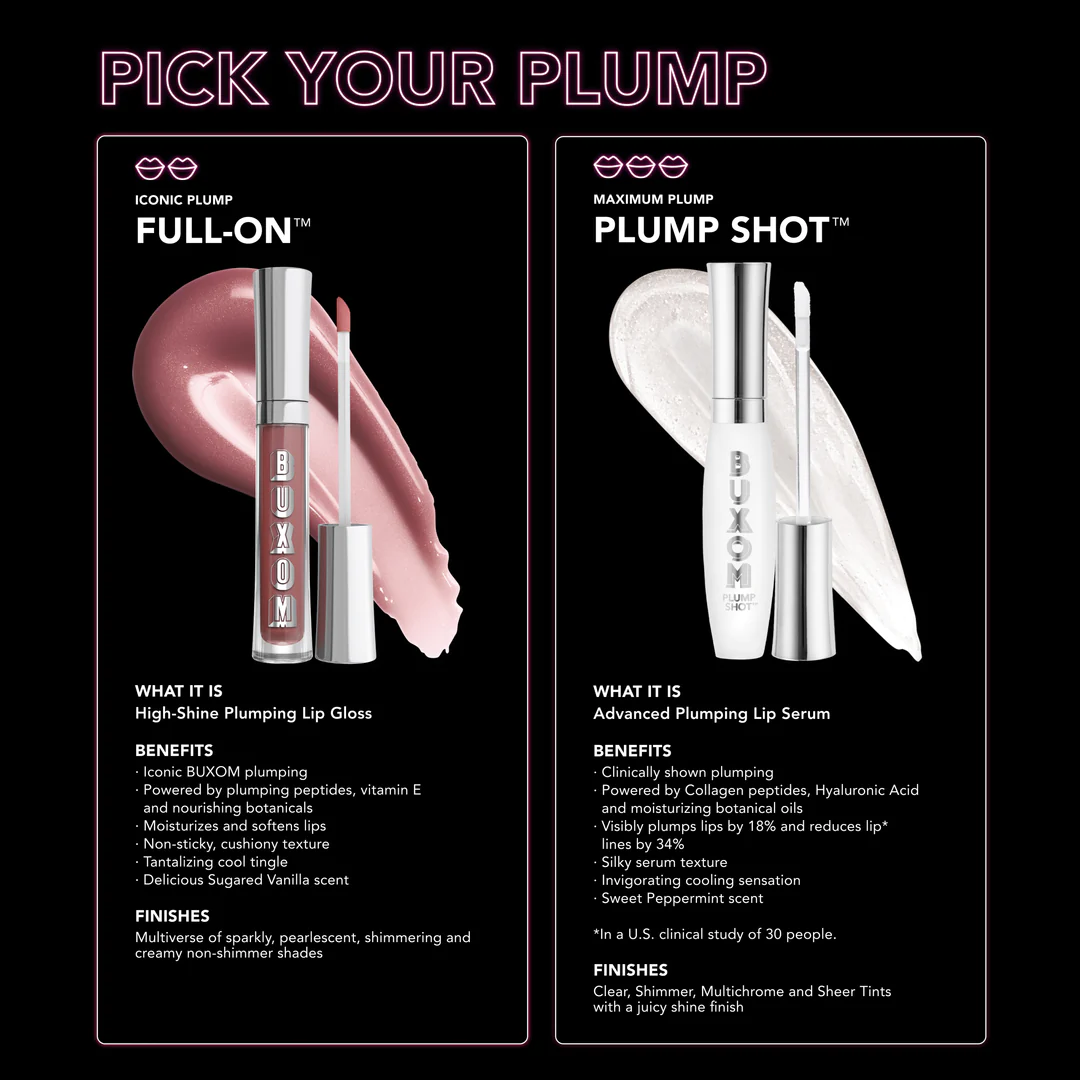 PICK YOUR PLUMP
ICONIC PLUMP
FULL-ON™
BUXOM
WHAT IT IS
High-Shine Plumping Lip Gloss
BENEFITS
· Iconic BUXOM plumping
· Powered by plumping peptides, vitamin E
and nourishing botanicals
· Moisturizes and softens lips
· Non-sticky, cushiony texture
· Tantalizing cool tingle
· Delicious Sugared Vanilla scent
FINISHES
Multiverse of sparkly, pearlescent, shimmering and
creamy non-shimmer shades
MAXIMUM PLUMP
PLUMP SHOT™
BUXOM
PLUMP
SHOT™
WHAT IT IS
Advanced Plumping Lip Serum
BENEFITS
· Clinically shown plumping
· Powered by Collagen peptides, Hyaluronic Acid
and moisturizing botanical oils
· Visibly plumps lips by 18% and reduces lip*
lines by 34%
· Silky serum texture
· Invigorating cooling sensation
· Sweet Peppermint scent
*In a U.S. clinical study of 30 people.
FINISHES
Clear, Shimmer, Multichrome and Sheer Tints
with a juicy shine finish